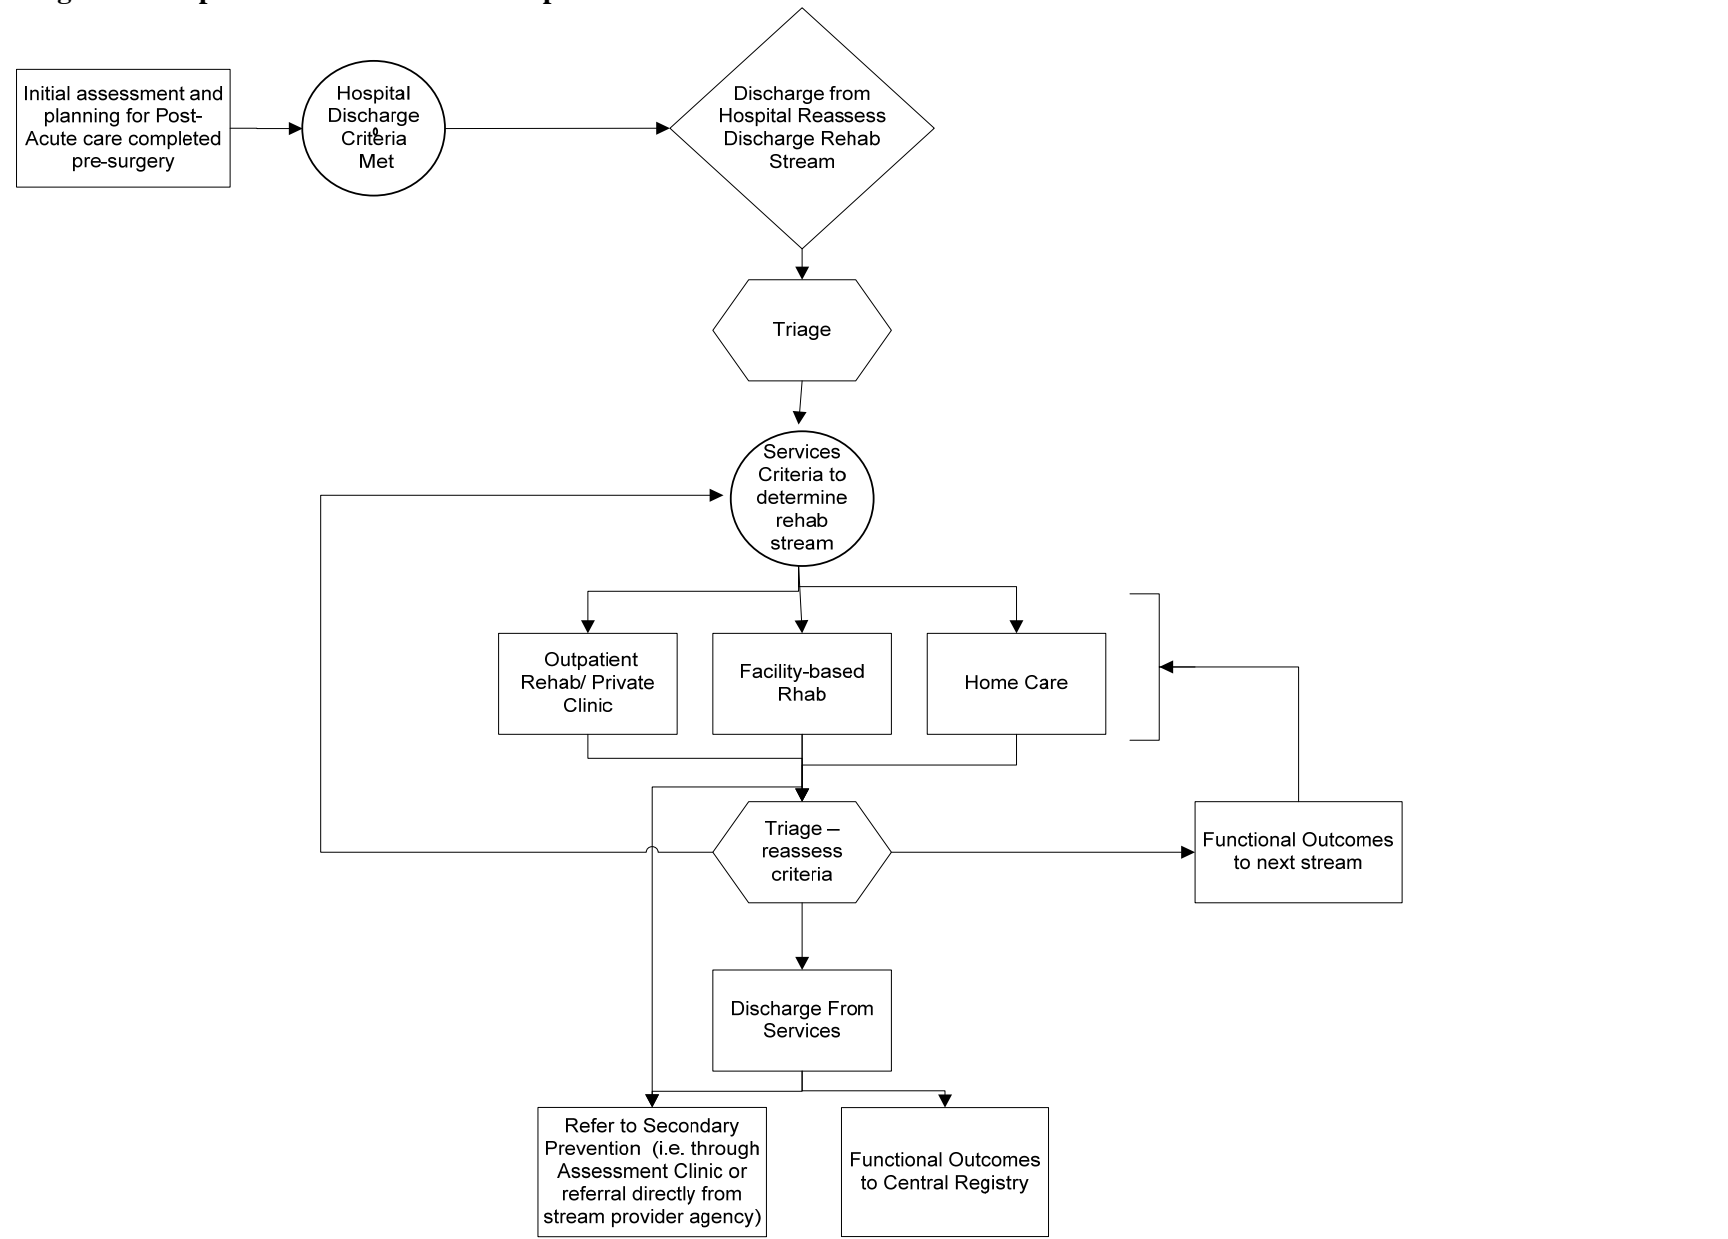 Initial assessment and
planning for Post-
Acute care completed
pre-surgery
Hospital
Discharge
Criteria
Met
Discharge from
Hospital Reassess
Discharge Rehab
Stream
Triage
Services
Criteria to
determine
rehab
stream
Outpatient
Rehab/ Private
Clinic
Facility-based
Rhab
Home Care
Triage –
reassess
criteria
Functional Outcomes
to next stream
Discharge From
Services
Refer to Secondary
Prevention (i.e. through
Assessment Clinic or
referral directly from
stream provider agency)
Functional Outcomes
to Central Registry